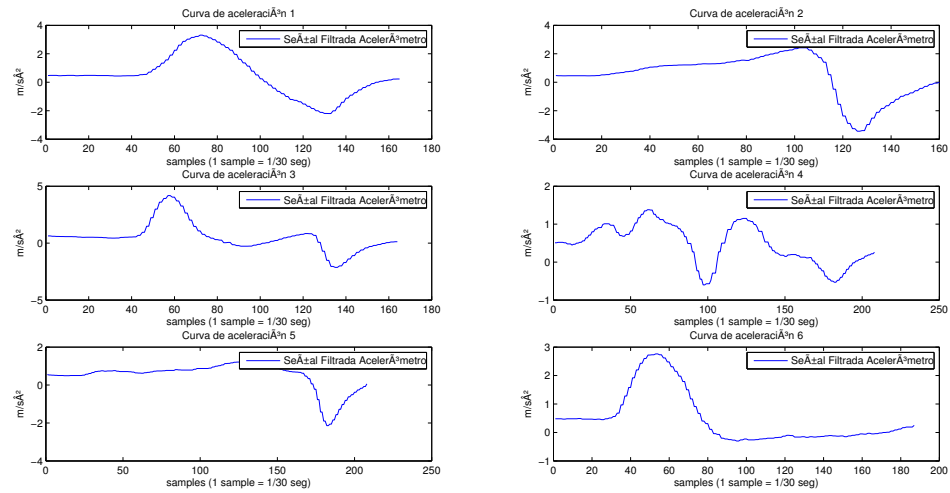 Curva de aceleraciÃ³n 1
SeÃ±al Filtrada AcelerÃ³metro
m/sÂ²
4
2
0
−2
−4
0 20 40 60 80 100 120 140 160 180
samples (1 sample = 1/30 seg)
Curva de aceleraciÃ³n 2
SeÃ±al Filtrada AcelerÃ³metro
m/sÂ²
4
2
0
−2
−4
0 20 40 60 80 100 120 140 160
samples (1 sample = 1/30 seg)
Curva de aceleraciÃ³n 3
SeÃ±al Filtrada AcelerÃ³metro
m/sÂ²
5
0
−5
0 20 40 60 80 100 120 140 160 180
samples (1 sample = 1/30 seg)
Curva de aceleraciÃ³n 4
SeÃ±al Filtrada AcelerÃ³metro
m/sÂ²
2
1
0
−1
0 50 100 150 200 250
samples (1 sample = 1/30 seg)
Curva de aceleraciÃ³n 5
SeÃ±al Filtrada AcelerÃ³metro
m/sÂ²
2
0
−2
−4
0 50 100 150 200 250
samples (1 sample = 1/30 seg)
Curva de aceleraciÃ³n 6
SeÃ±al Filtrada AcelerÃ³metro
m/sÂ²
3
2
1
0
−1
0 20 40 60 80 100 120 140 160 180 200
samples (1 sample = 1/30 seg)